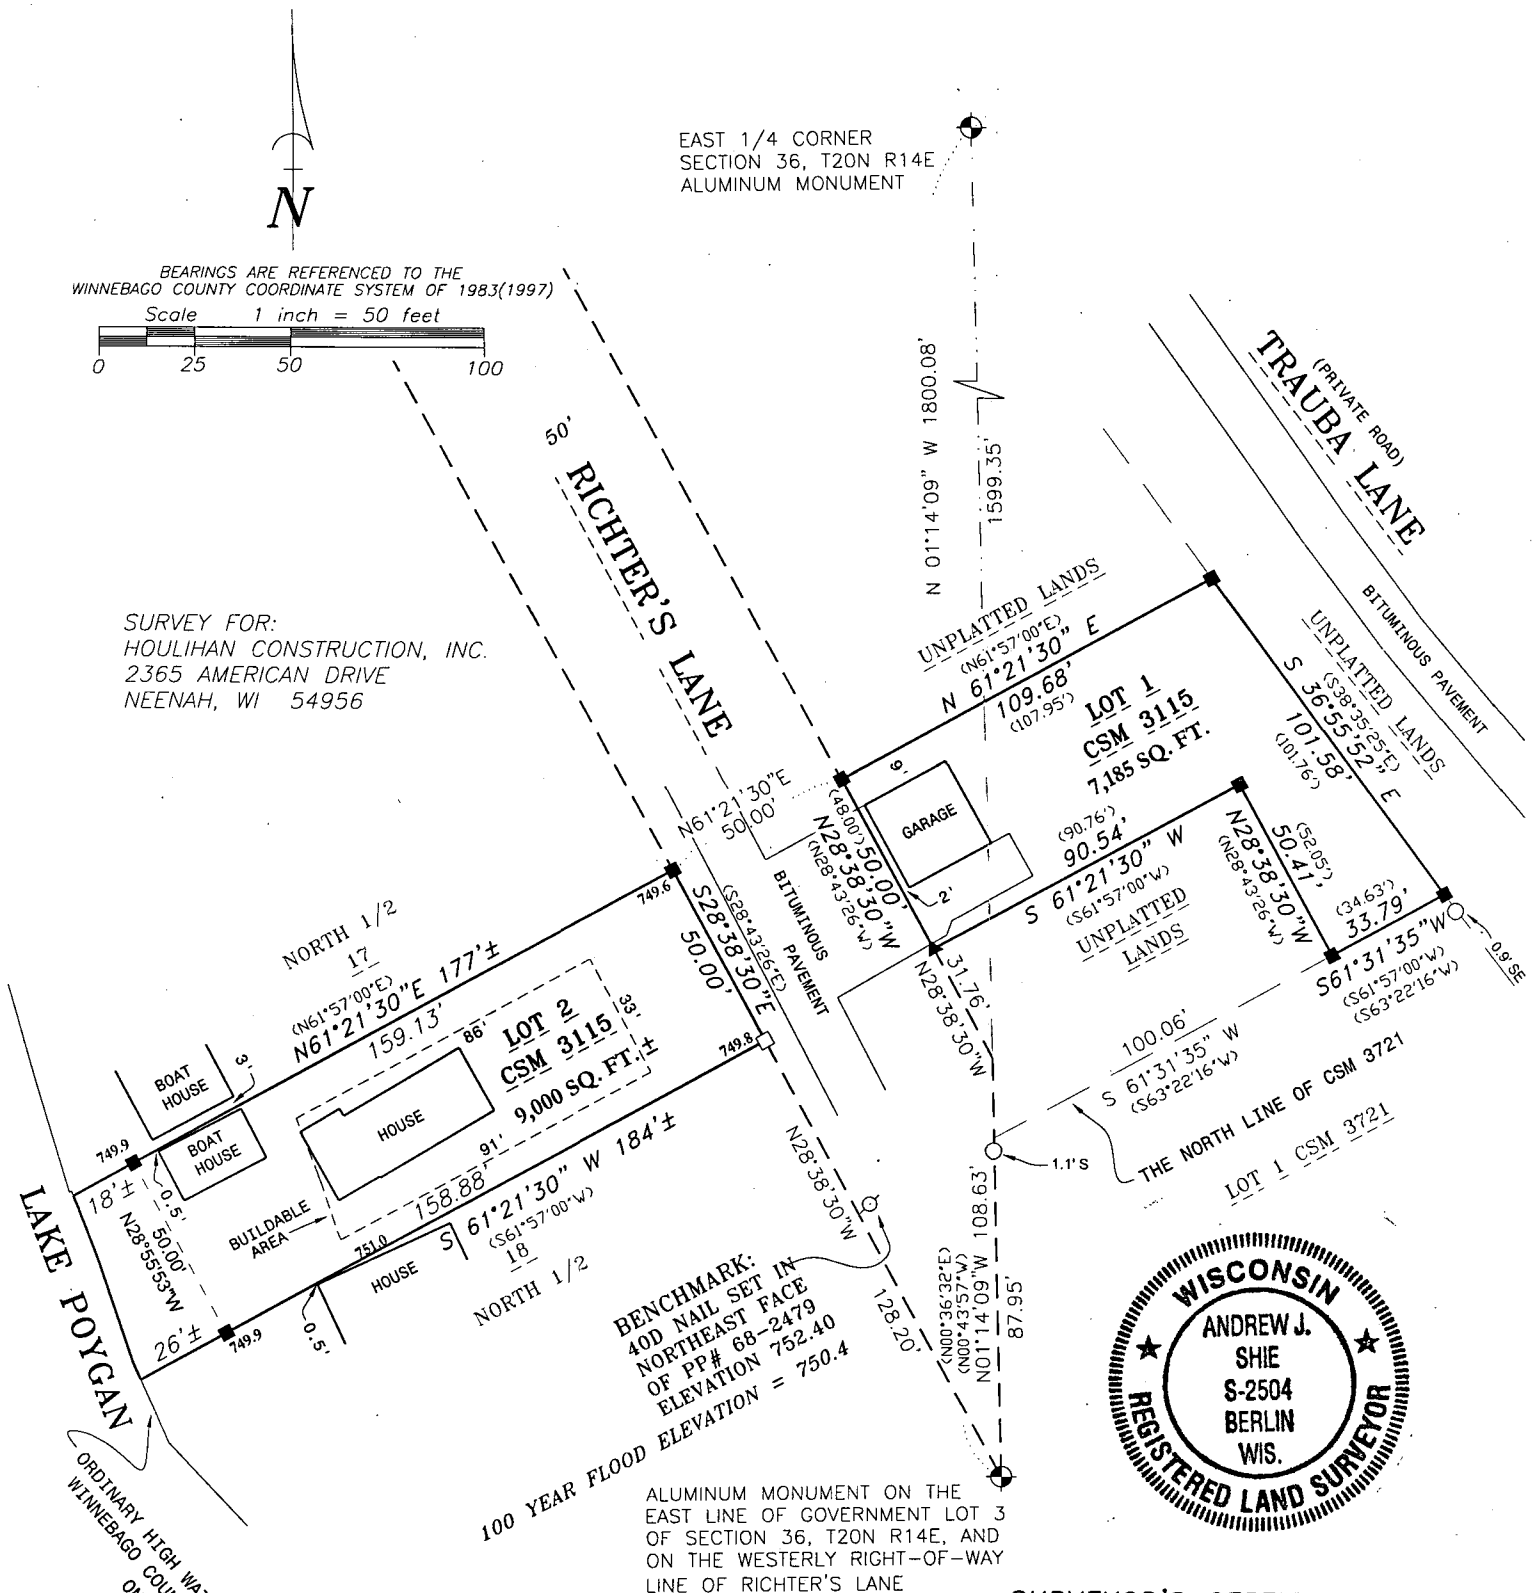 N
BEARINGS ARE REFERENCED TO THE
WINNEBAGO COUNTY COORDINATE SYSTEM OF 1983(1997)
Scale 1 inch = 50 feet
0 25 50 100
EAST 1/4 CORNER
SECTION 36, T20N R14E
ALUMINUM MONUMENT
SURVEY FOR:
HOULIHAN CONSTRUCTION, INC.
2365 AMERICAN DRIVE
NEENAH, WI 54956
50'
RICHTER'S LANE
N 01°14'09" W 1800.08'
1599.35'
TRAUBA LANE
(PRIVATE ROAD)
BITUMINOUS PAVEMENT
UNPLATTED LANDS
(N61°57'00"E)
N 61°21'30" E
109.68'
(107.95')
LOT 1
CSM 3115
7,185 SQ. FT.
UNPLATTED LANDS
(S38°35'25"E)
S 36°55'52" E
101.58'
(101.76')
N61°21'30"E
50.00'
9'
GARAGE
2'
(48.00')
50.00'
N28°38'30"W
(N28°43'26"W)
(90.76')
90.54'
S 61°21'30" W
(S61°57'00"W)
UNPLATTED
LANDS
(52.05')
50.41'
N28°38'30"W
(N28°43'26"W)
(34.63')
33.79'
S61°31'35"W
(S61°57'00"W)
(S63°22'16"W)
0.9' SE
BITUMINOUS
PAVEMENT
(S28°43'26"E)
S28°38'30"E
50.00'
749.6
749.8
31.76'
N28°38'30"W
100.06'
S 61°31'35" W
(S63°22'16"W)
THE NORTH LINE OF CSM 3721
LOT 1 CSM 3721
1.1'S
NORTH 1/2
17
(N61°57'00"E)
N61°21'30"E 177'±
159.13'
86'
33'
LOT 2
CSM 3115
9,000 SQ. FT.±
BOAT
HOUSE
3'
BOAT
HOUSE
HOUSE
91'
749.9
18'±
0.5'
50.00'
N28°55'53"W
BUILDABLE
AREA
158.88'
S 61°21'30" W 184'±
(S61°57'00"W)
18
NORTH 1/2
751.0
HOUSE
0.5'
749.9
26'±
LAKE POYGAN
N28°38'30"W
128.20'
BENCHMARK:
40D NAIL SET IN
NORTHEAST FACE
OF PP# 68-2479
ELEVATION 752.40
100 YEAR FLOOD ELEVATION = 750.4
(N00°36'32"E)
(N00°43'57"W)
N01°14'09"W 108.63'
87.95'
ALUMINUM MONUMENT ON THE
EAST LINE OF GOVERNMENT LOT 3
OF SECTION 36, T20N R14E, AND
ON THE WESTERLY RIGHT-OF-WAY
LINE OF RICHTER'S LANE
WISCONSIN
ANDREW J.
SHIE
S-2504
BERLIN
WIS.
REGISTERED LAND SURVEYOR
ORDINARY HIGH
WINNEBAGO